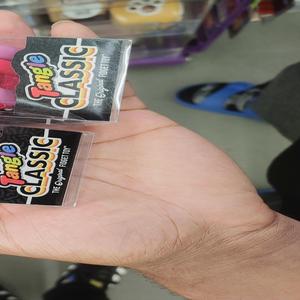 Tangle
CLASSIC
THE Original FIDGET TOY
Tangle
CLASSIC
THE Original FIDGET TOY